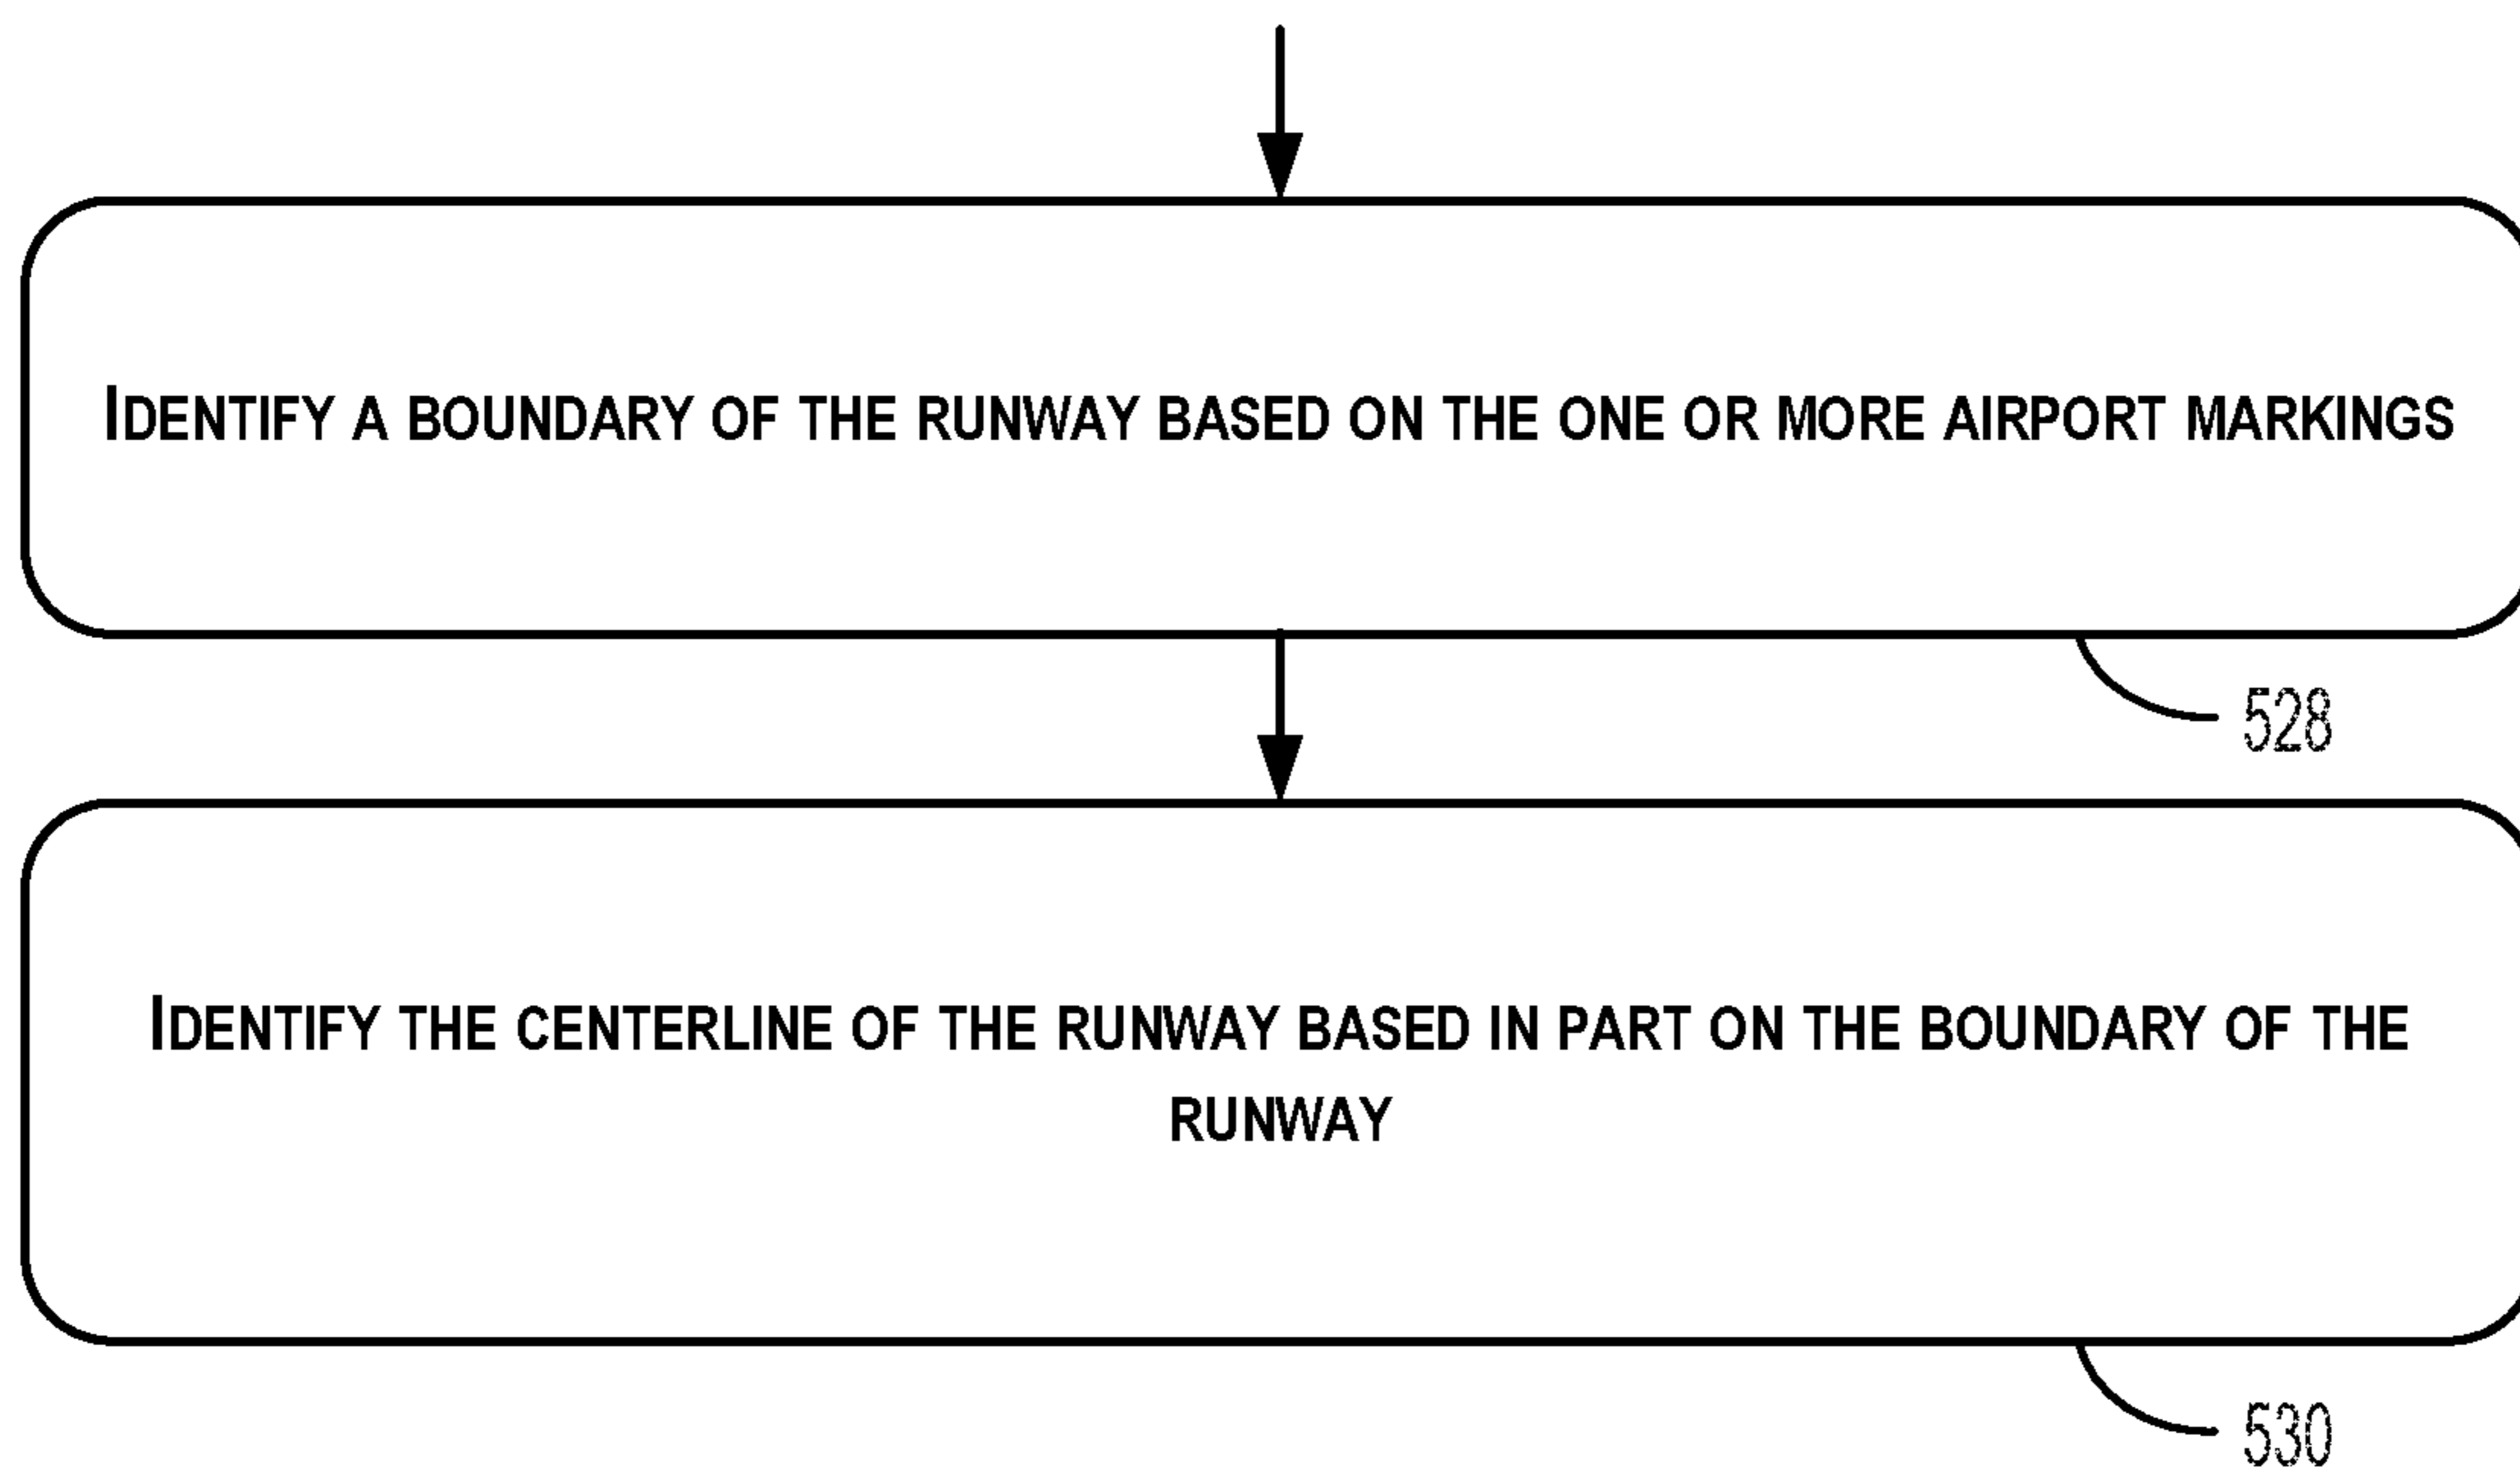 IDENTIFY A BOUNDARY OF THE RUNWAY BASED ON THE ONE OR MORE AIRPORT MARKINGS
528
IDENTIFY THE CENTERLINE OF THE RUNWAY BASED IN PART ON THE BOUNDARY OF THE
RUNWAY
530